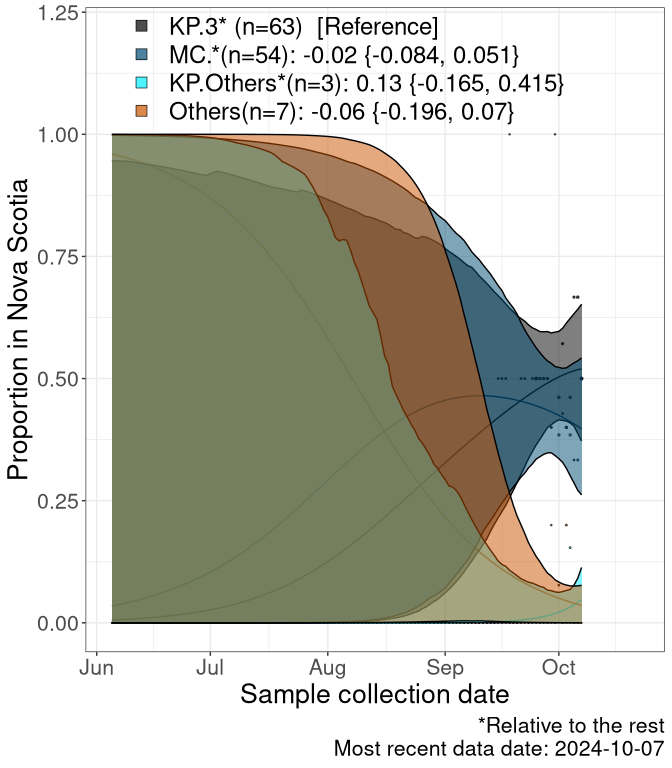 KP.3* (n=63)  [Reference]
MC.*(n=54): -0.02 {-0.084, 0.051}
KP.Others*(n=3): 0.13 {-0.165, 0.415}
Others(n=7): -0.06 {-0.196, 0.07}
1.25
1.00
0.75
0.50
0.25
0.00
Proportion in Nova Scotia
Jun Jul Aug Sep Oct
Sample collection date
*Relative to the rest
Most recent data date: 2024-10-07